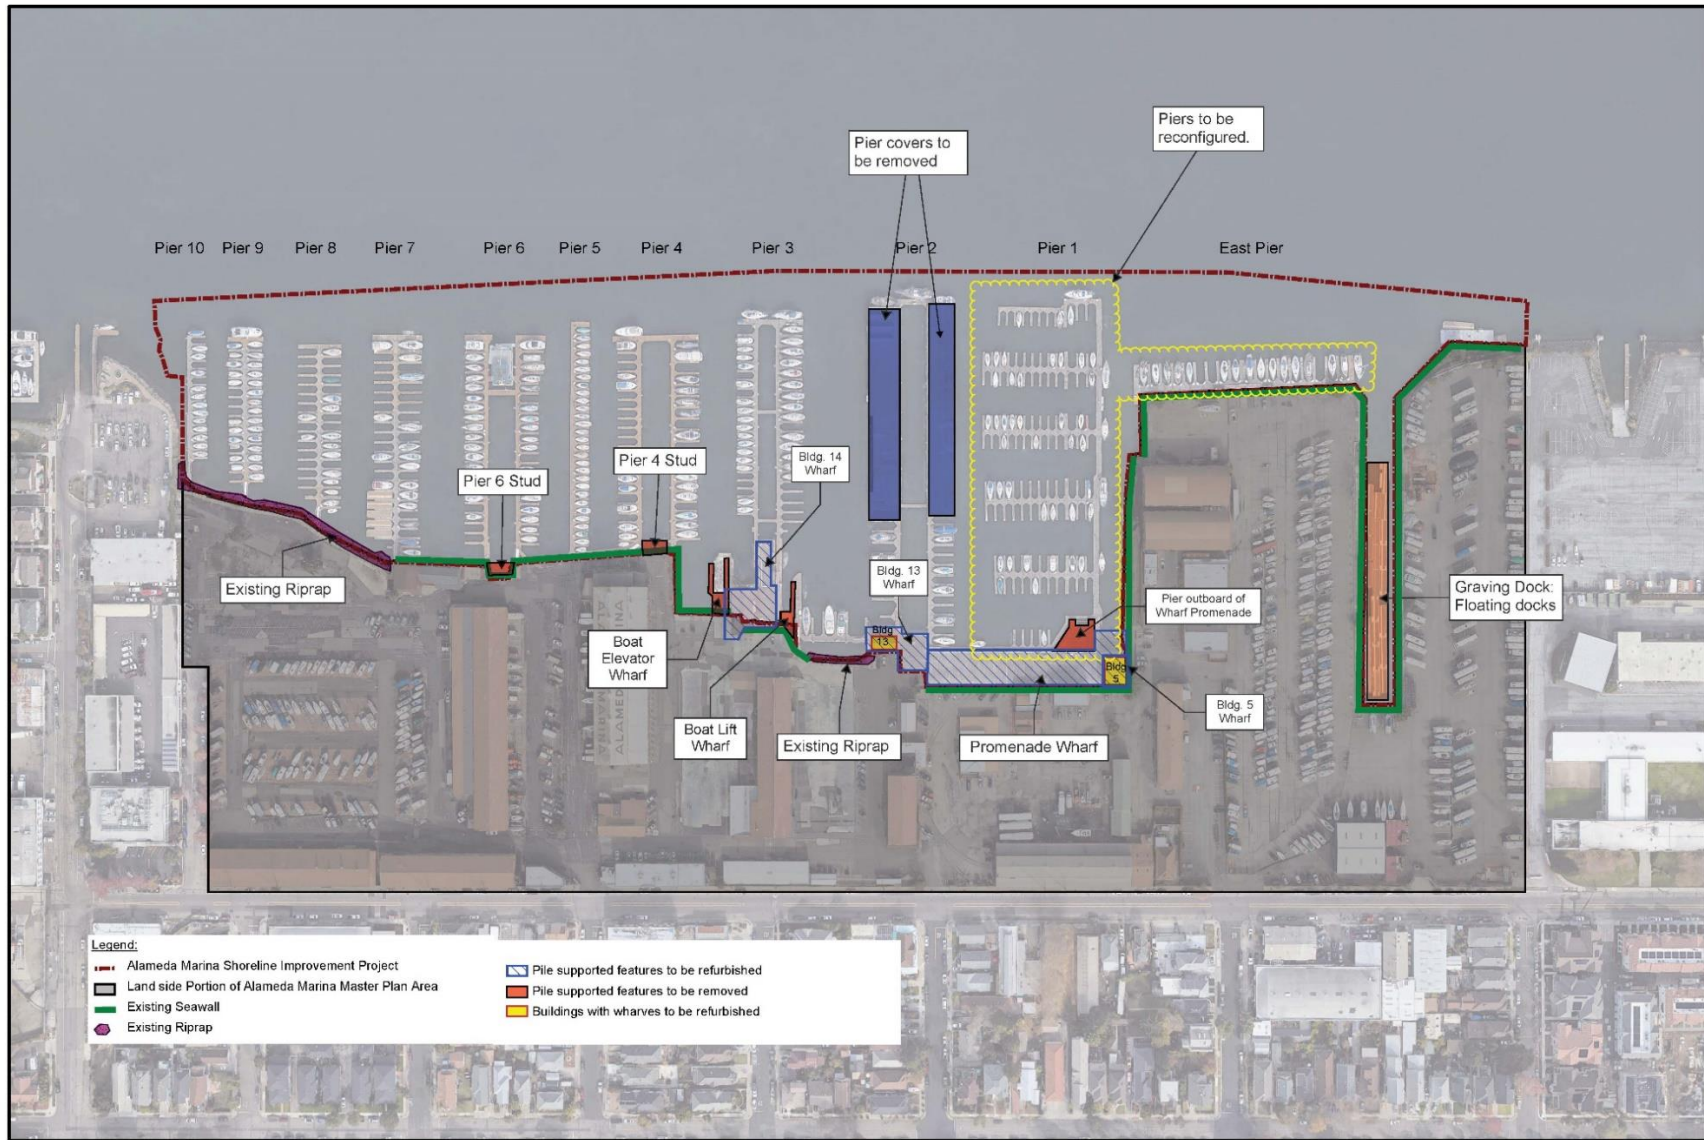 Piers to be
reconfigured.
Pier covers to
be removed
Pier 10
Pier 9
Pier 8
Pier 7
Pier 6
Pier 5
Pier 4
Pier 3
Pier 2
Pier 1
East Pier
Pier 6 Stud
Pier 4 Stud
Bldg. 14
Wharf
Existing Riprap
Boat
Elevator
Wharf
Boat Lift
Wharf
Existing Riprap
Bldg. 13
Wharf
Bldg
13
Promenade Wharf
Pier outboard of
Wharf Promenade
Bldg
5
Bldg. 5
Wharf
Graving Dock:
Floating docks
ALAMEDA MARINA
Legend:
Alameda Marina Shoreline Improvement Project
Land side Portion of Alameda Marina Master Plan Area
Existing Seawall
Existing Riprap
Pile supported features to be refurbished
Pile supported features to be removed
Buildings with wharves to be refurbished